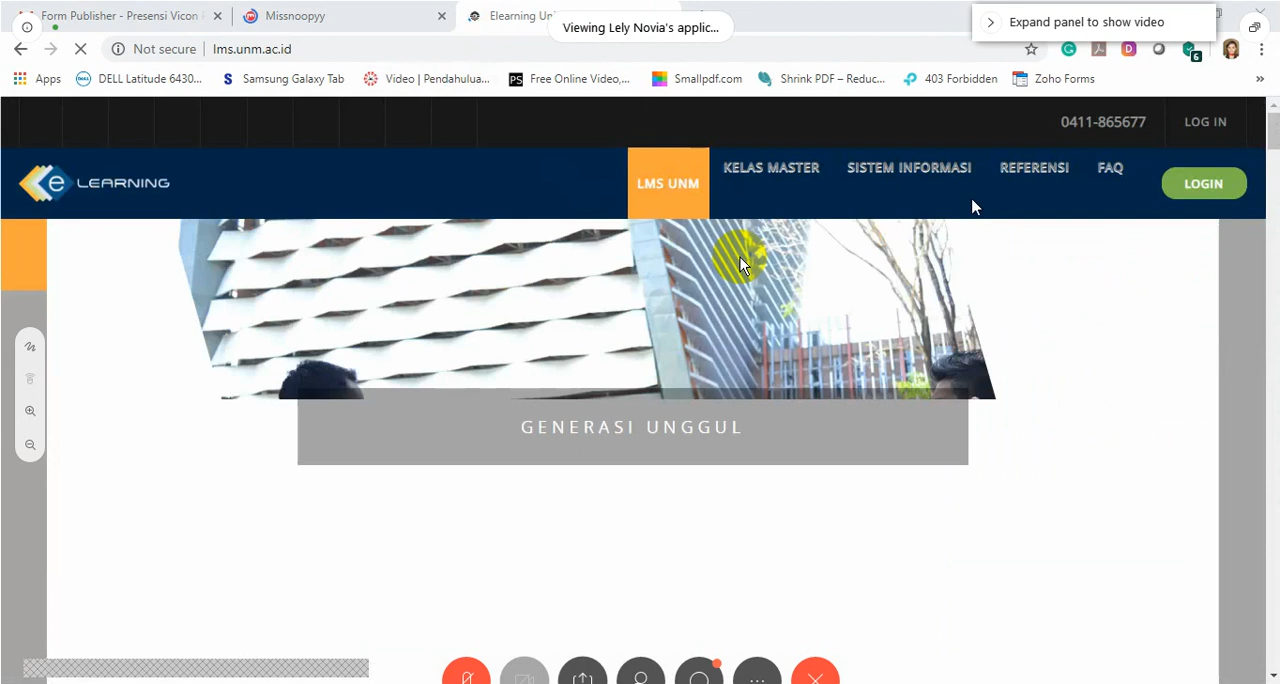 Form Publisher - Presensi Vicon
Missnoopyy
Elearning Un
Viewing Lely Novia's applic...
Expand panel to show video
Not secure
lms.unm.ac.id
6
Apps
DELL Latitude 6430...
Samsung Galaxy Tab
Video | Pendahulua...
Free Online Video,...
Smallpdf.com
Shrink PDF – Reduc...
403 Forbidden
Zoho Forms
0411-865677
LOG IN
e LEARNING
LMS UNM
KELAS MASTER
SISTEM INFORMASI
REFERENSI
FAQ
LOGIN
GENERASI UNGGUL